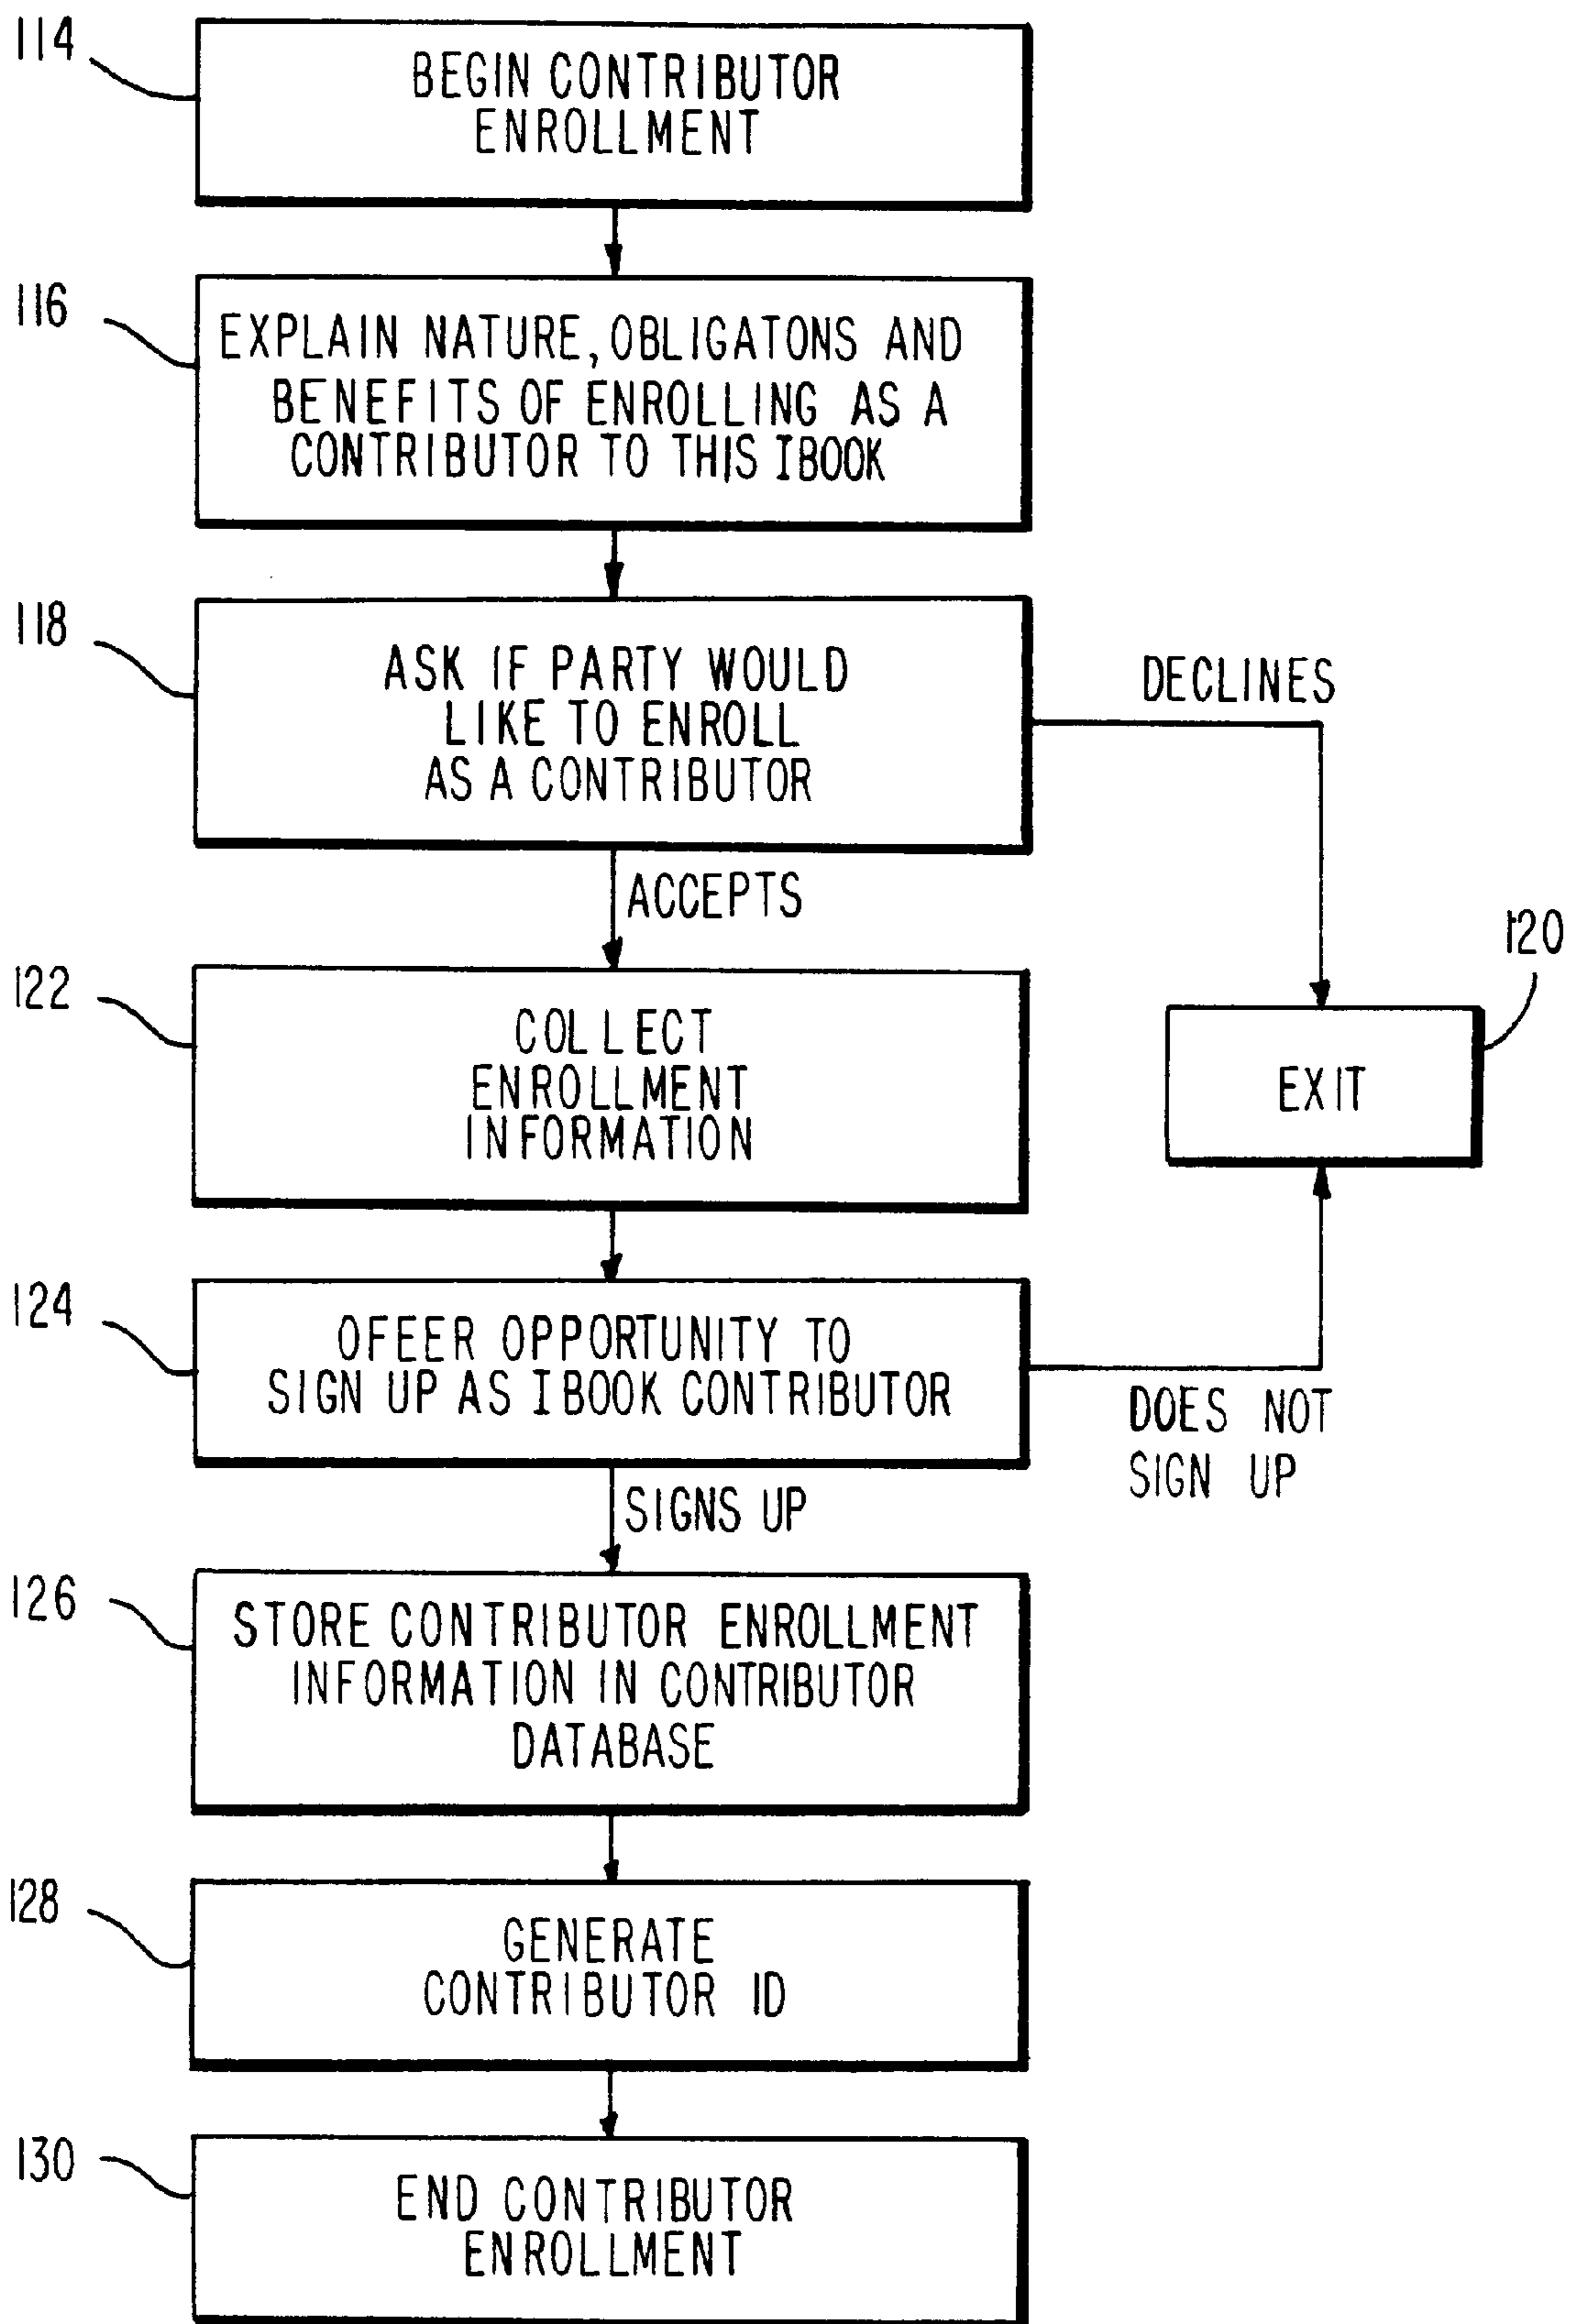 114
BEGIN CONTRIBUTOR
ENROLLMENT
116
EXPLAIN NATURE, OBLIGATONS AND
BENEFITS OF ENROLLING AS A
CONTRIBUTOR TO THIS IBOOK
118
ASK IF PARTY WOULD
LIKE TO ENROLL
AS A CONTRIBUTOR
DECLINES
ACCEPTS
120
EXIT
122
COLLECT
ENROLLMENT
INFORMATION
124
OFEER OPPORTUNITY TO
SIGN UP AS IBOOK CONTRIBUTOR
DOES NOT
SIGN UP
SIGNS UP
126
STORE CONTRIBUTOR ENROLLMENT
INFORMATION IN CONTRIBUTOR
DATABASE
128
GENERATE
CONTRIBUTOR ID
130
END CONTRIBUTOR
ENROLLMENT